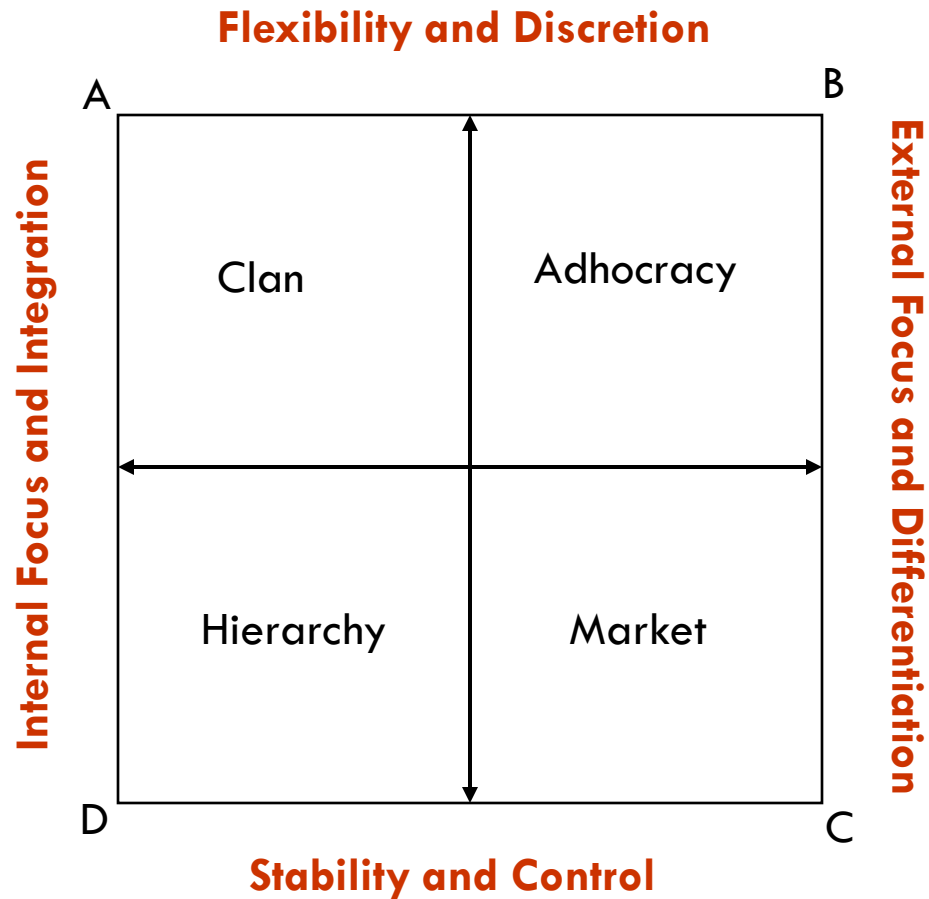 Flexibility and Discretion
A
B
Internal Focus and Integration
External Focus and Differentiation
Clan
Adhocracy
Hierarchy
Market
D
C
Stability and Control